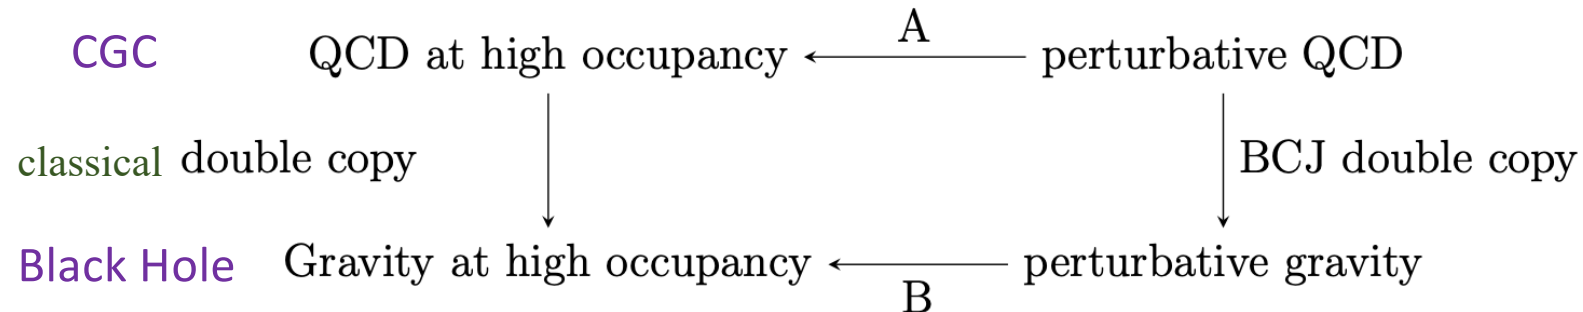 A
CGC QCD at high occupancy perturbative QCD
classical double copy BCJ double copy
Black Hole Gravity at high occupancy perturbative gravity
B